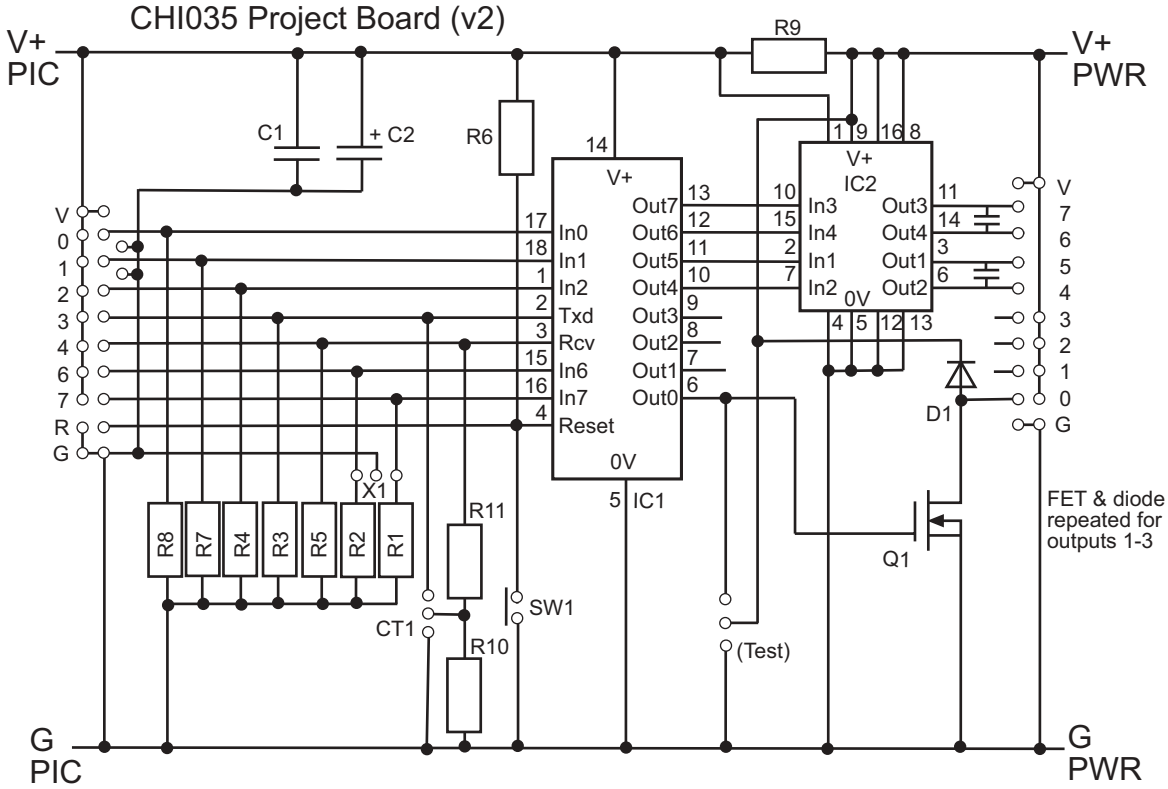 CHI035 Project Board (v2)
V+
PIC
R9
V+
PWR
C1
+ C2
R6
14
V+
1 9 16 8
V+
IC2
V
0
1
2
3
4
6
7
R
G
17 In0
18 In1
1 In2
2 Txd
3 Rcv
15 In6
16 In7
4 Reset
Out7 13
Out6 12
Out5 11
Out4 10
Out3 9
Out2 8
Out1 7
Out0 6
0V
5 IC1
10 In3
15 In4
2 In1
7 In2
Out3 11
Out4 14
Out1 3
Out2 6
0V
4 5 12 13
V
7
6
5
4
3
2
1
0
G
D1
X1
R8
R7
R4
R3
R5
R2
R1
R11
R10
CT1
SW1
(Test)
Q1
FET & diode
repeated for
outputs 1-3
G
PIC
G
PWR